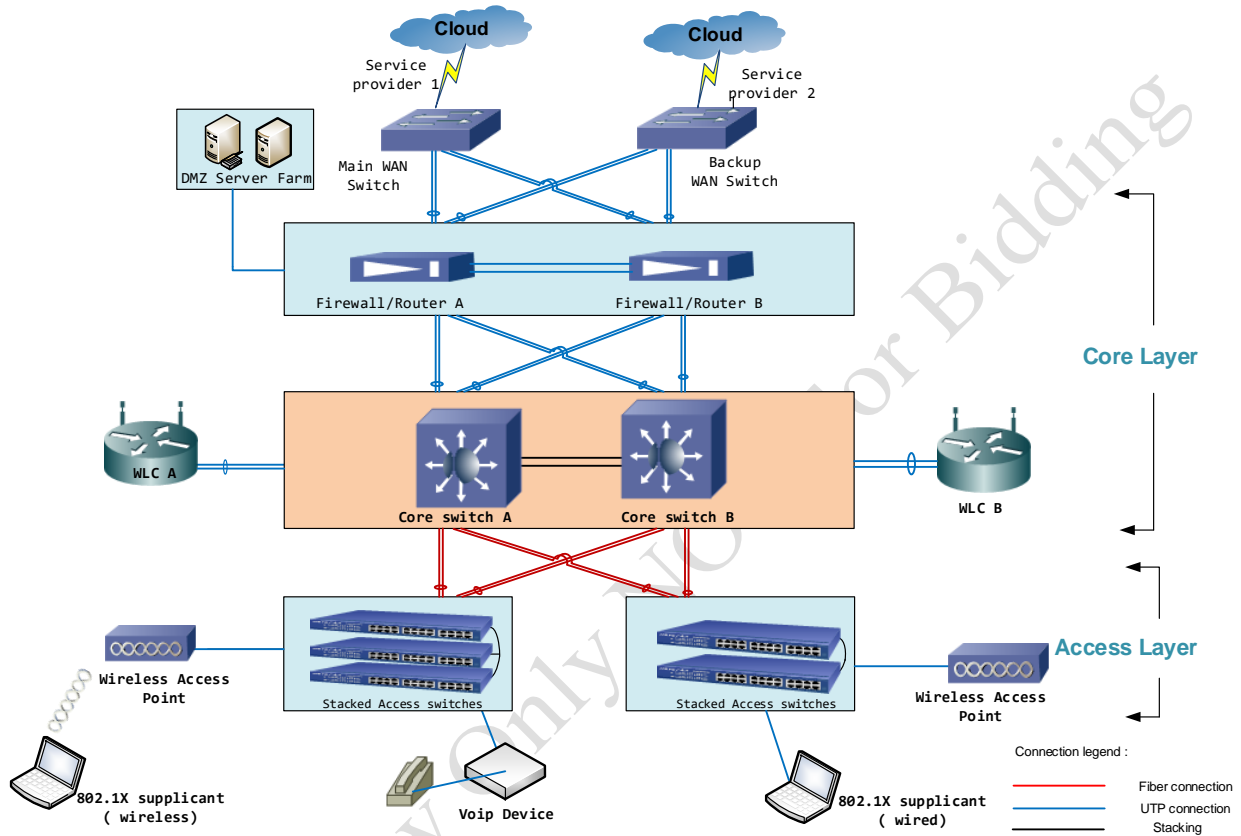 Cloud
Cloud
Service
provider 1
Service
provider 2
DMZ Server Farm
Main WAN
Switch
Backup
WAN Switch
Firewall/Router A
Firewall/Router B
Core Layer
WLC A
Core switch A
Core switch B
WLC B
Wireless Access
Point
Stacked Access switches
Stacked Access switches
Access Layer
Wireless Access
Point
802.1X supplicant
( wireless)
Voip Device
802.1X supplicant
( wired)
Connection legend :
Fiber connection
UTP connection
Stacking
Only
for Bidding